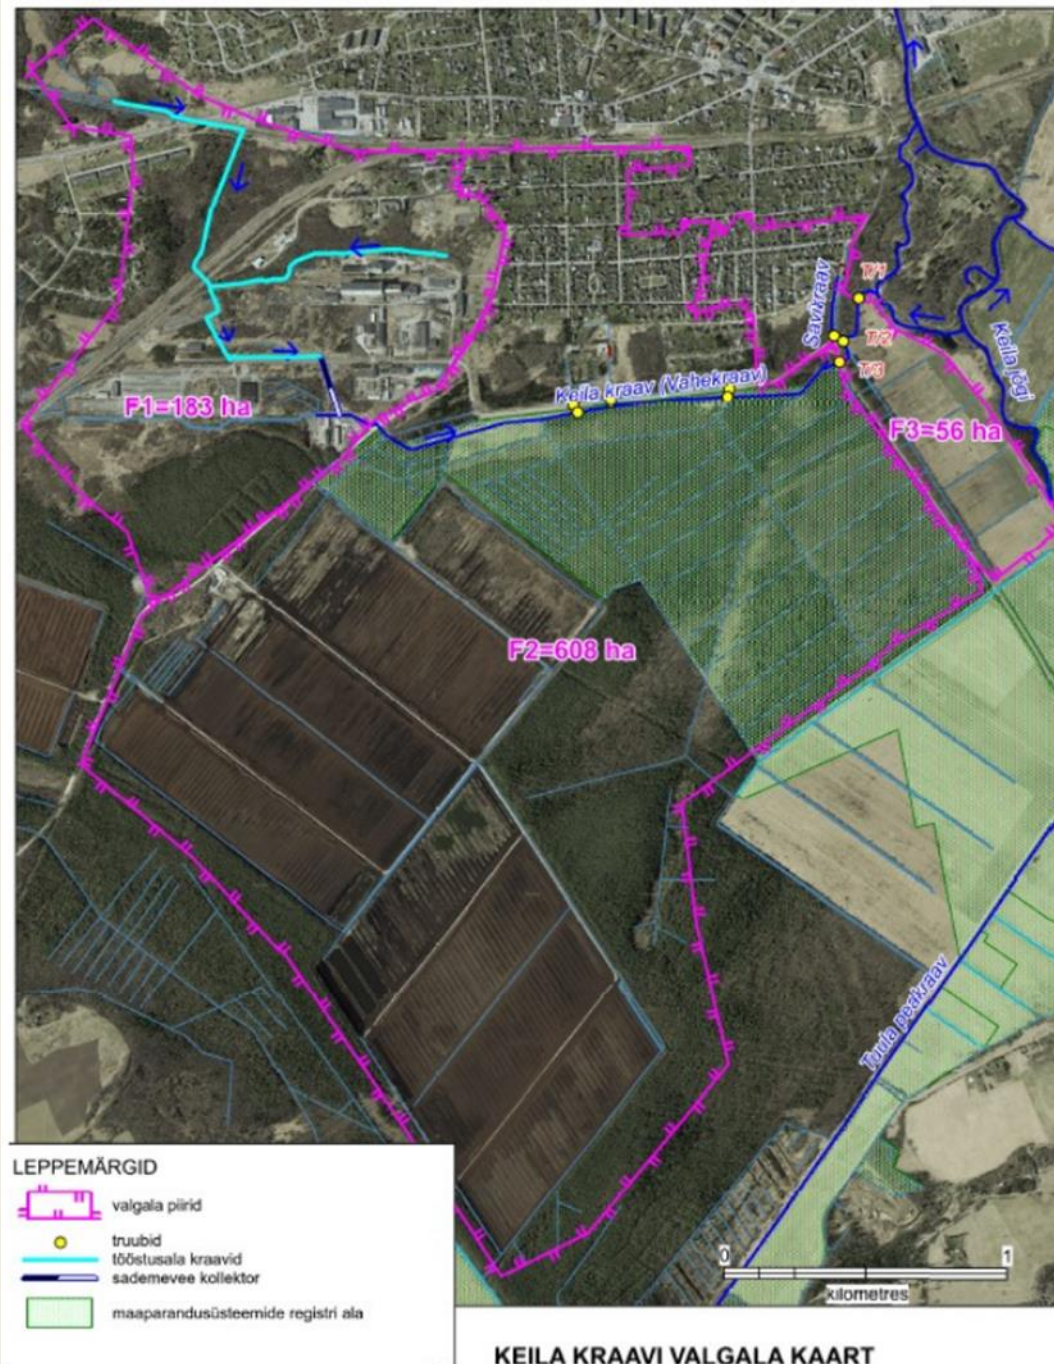 Savikraav
T/1
T/2
T/3
Keila jõgi
Keila kraav (Vahekraav)
F1=183 ha
F3=56 ha
F2=608 ha
Tuula peakraav
LEPPEMÄRGID
valgala piirid
truubid
tööstusala kraavid
sademevee kollektor
maaparandusüsteemide registri ala
0
1
kilometres
KEILA KRAAVI VALGALA KAART